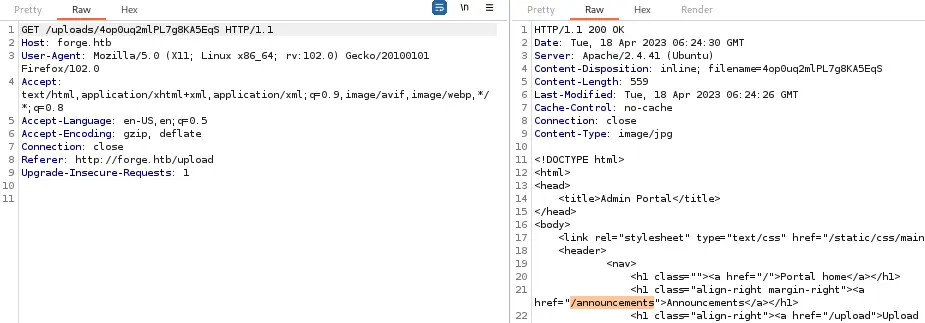 Pretty Raw Hex \n ≡
1 GET /uploads/4op0uq2mlPL7g8KA5EqS HTTP/1.1
2 Host: forge.htb
3 User-Agent: Mozilla/5.0 (X11; Linux x86_64; rv:102.0) Gecko/20100101
Firefox/102.0
4 Accept:
text/html,application/xhtml+xml,application/xml;q=0.9,image/avif,image/webp,*/
*;q=0.8
5 Accept-Language: en-US,en;q=0.5
6 Accept-Encoding: gzip, deflate
7 Connection: close
8 Referer: http://forge.htb/upload
9 Upgrade-Insecure-Requests: 1
10
11
Pretty Raw Hex Render
1 HTTP/1.1 200 OK
2 Date: Tue, 18 Apr 2023 06:24:30 GMT
3 Server: Apache/2.4.41 (Ubuntu)
4 Content-Disposition: inline; filename=4op0uq2mlPL7g8KA5EqS
5 Content-Length: 559
6 Last-Modified: Tue, 18 Apr 2023 06:24:26 GMT
7 Cache-Control: no-cache
8 Connection: close
9 Content-Type: image/jpg
10
11 <!DOCTYPE html>
12 <html>
13 <head>
14 <title>Admin Portal</title>
15 </head>
16 <body>
17 <link rel="stylesheet" type="text/css" href="/static/css/main
18 <header>
19 <nav>
20 <h1 class=""><a href="/">Portal home</a></h1>
21 <h1 class="align-right margin-right"><a
href="/announcements">Announcements</a></h1>
22 <h1 class="align-right"><a href="/upload">Upload